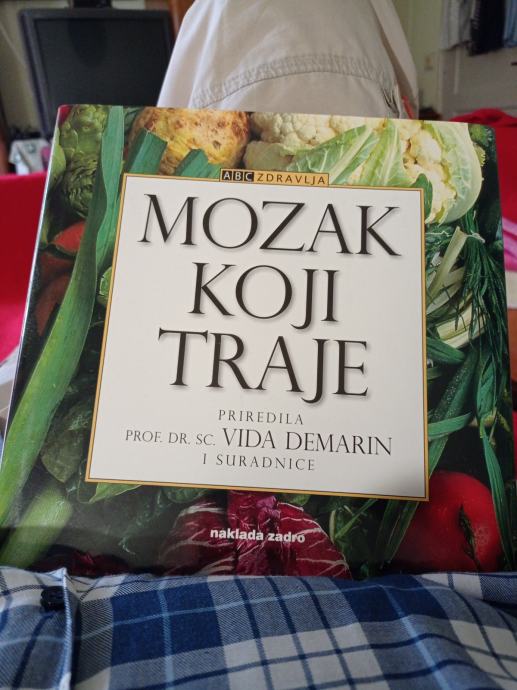 ABC ZDRAVLJA
MOZAK
KOJI
TRAJE
PRIREDILA
PROF. DR. SC. VIDA DEMARIN
I SURADNICE
naklada zadro